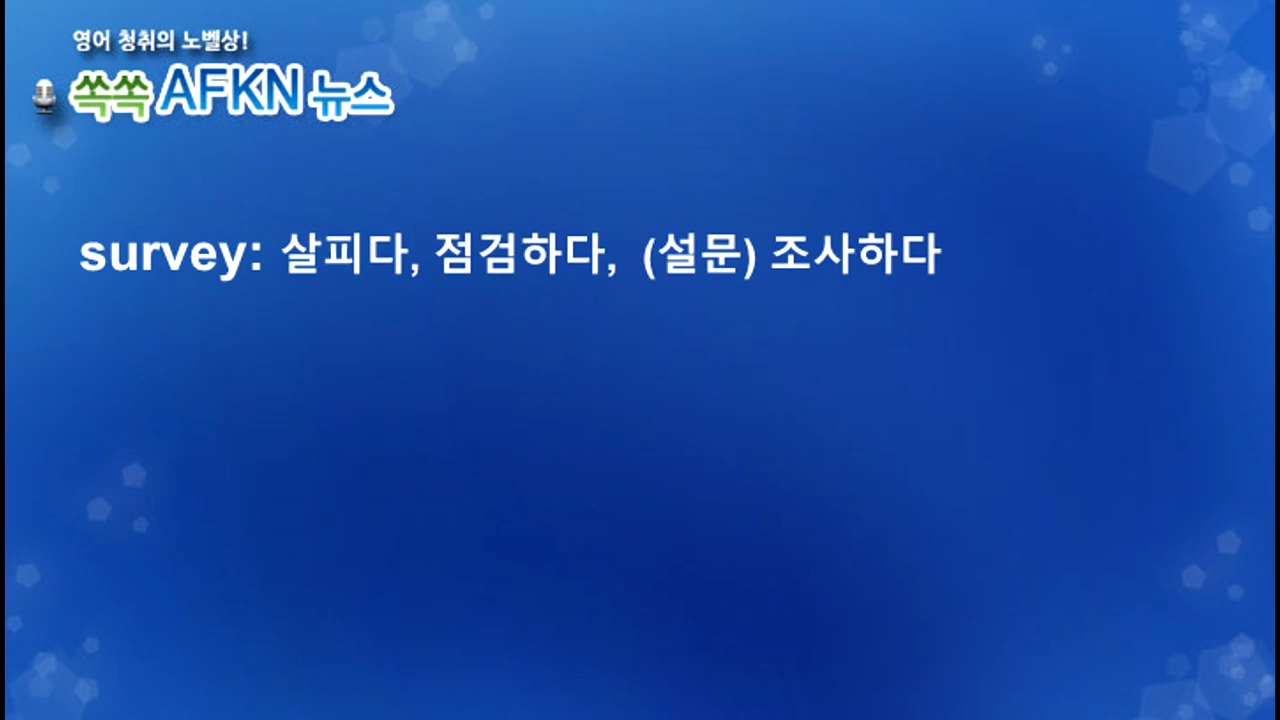 영어 청취의 노벨상!
쏙쏙 AFKN 뉴스
survey: 살피다, 점검하다, (설문) 조사하다